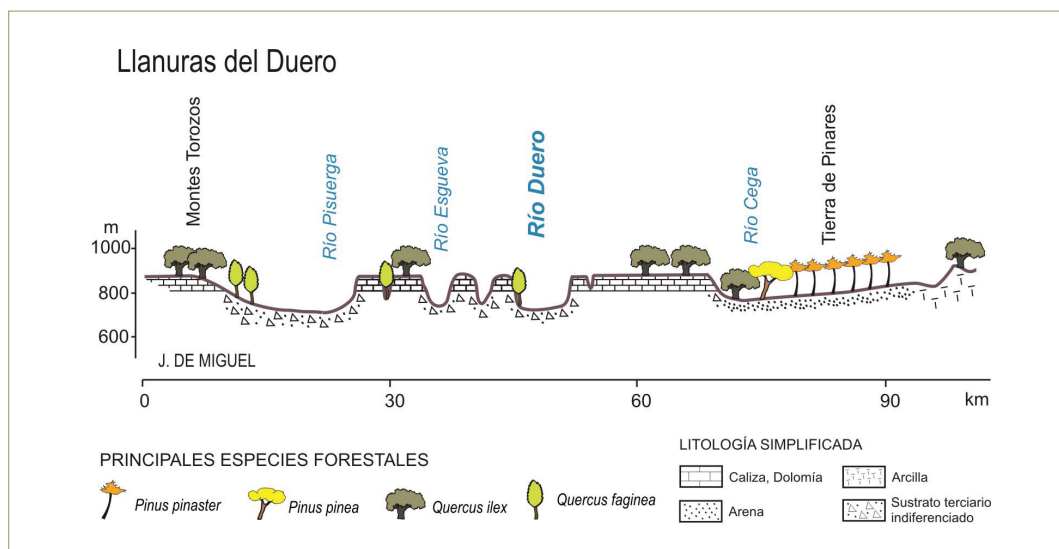 Llanuras del Duero
Montes Torozos
Río Pisuerga
Río Esgueva
Río Duero
Río Cega
Tierra de Pinares
m
1000
800
600
J. DE MIGUEL
0
30
60
90
km
PRINCIPALES ESPECIES FORESTALES
Pinus pinaster
Pinus pinea
Quercus ilex
Quercus faginea
LITOLOGÍA SIMPLIFICADA
Caliza, Dolomía
Arcilla
Arena
Sustrato terciario
indiferenciado